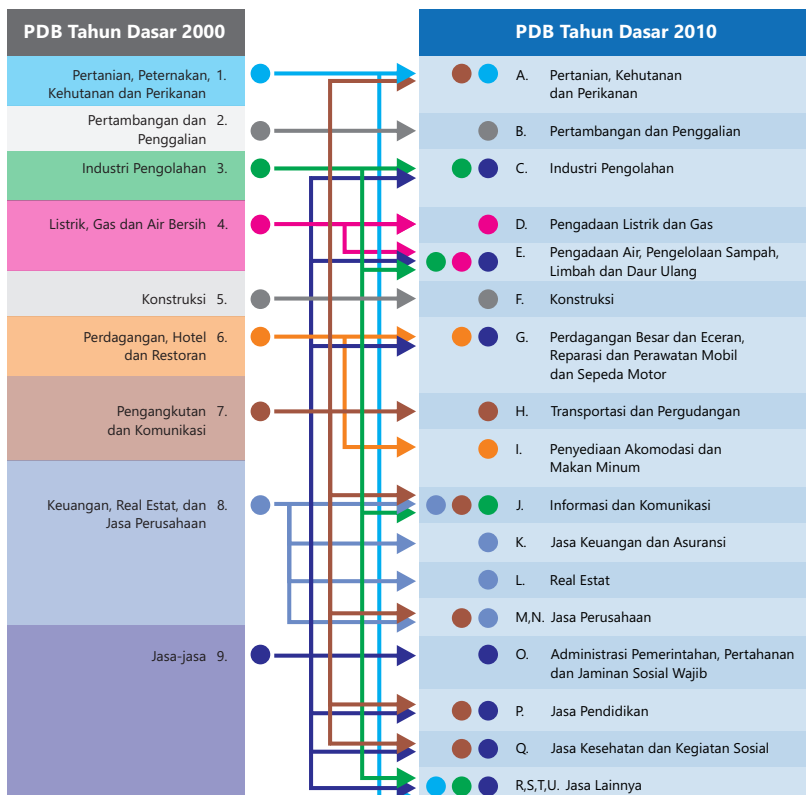 PDB Tahun Dasar 2000
Pertanian, Peternakan, 1.
Kehutanan dan Perikanan
Pertambangan dan 2.
Penggalian
Industri Pengolahan 3.
Listrik, Gas dan Air Bersih 4.
Konstruksi 5.
Perdagangan, Hotel 6.
dan Restoran
Pengangkutan 7.
dan Komunikasi
Keuangan, Real Estat, dan 8.
Jasa Perusahaan
Jasa-jasa 9.
PDB Tahun Dasar 2010
A. Pertanian, Kehutanan
dan Perikanan
B. Pertambangan dan Penggalian
C. Industri Pengolahan
D. Pengadaan Listrik dan Gas
E. Pengadaan Air, Pengelolaan Sampah,
Limbah dan Daur Ulang
F. Konstruksi
G. Perdagangan Besar dan Eceran,
Reparasi dan Perawatan Mobil
dan Sepeda Motor
H. Transportasi dan Pergudangan
I. Penyediaan Akomodasi dan
Makan Minum
J. Informasi dan Komunikasi
K. Jasa Keuangan dan Asuransi
L. Real Estat
M,N. Jasa Perusahaan
O. Administrasi Pemerintahan, Pertahanan
dan Jaminan Sosial Wajib
P. Jasa Pendidikan
Q. Jasa Kesehatan dan Kegiatan Sosial
R,S,T,U. Jasa Lainnya